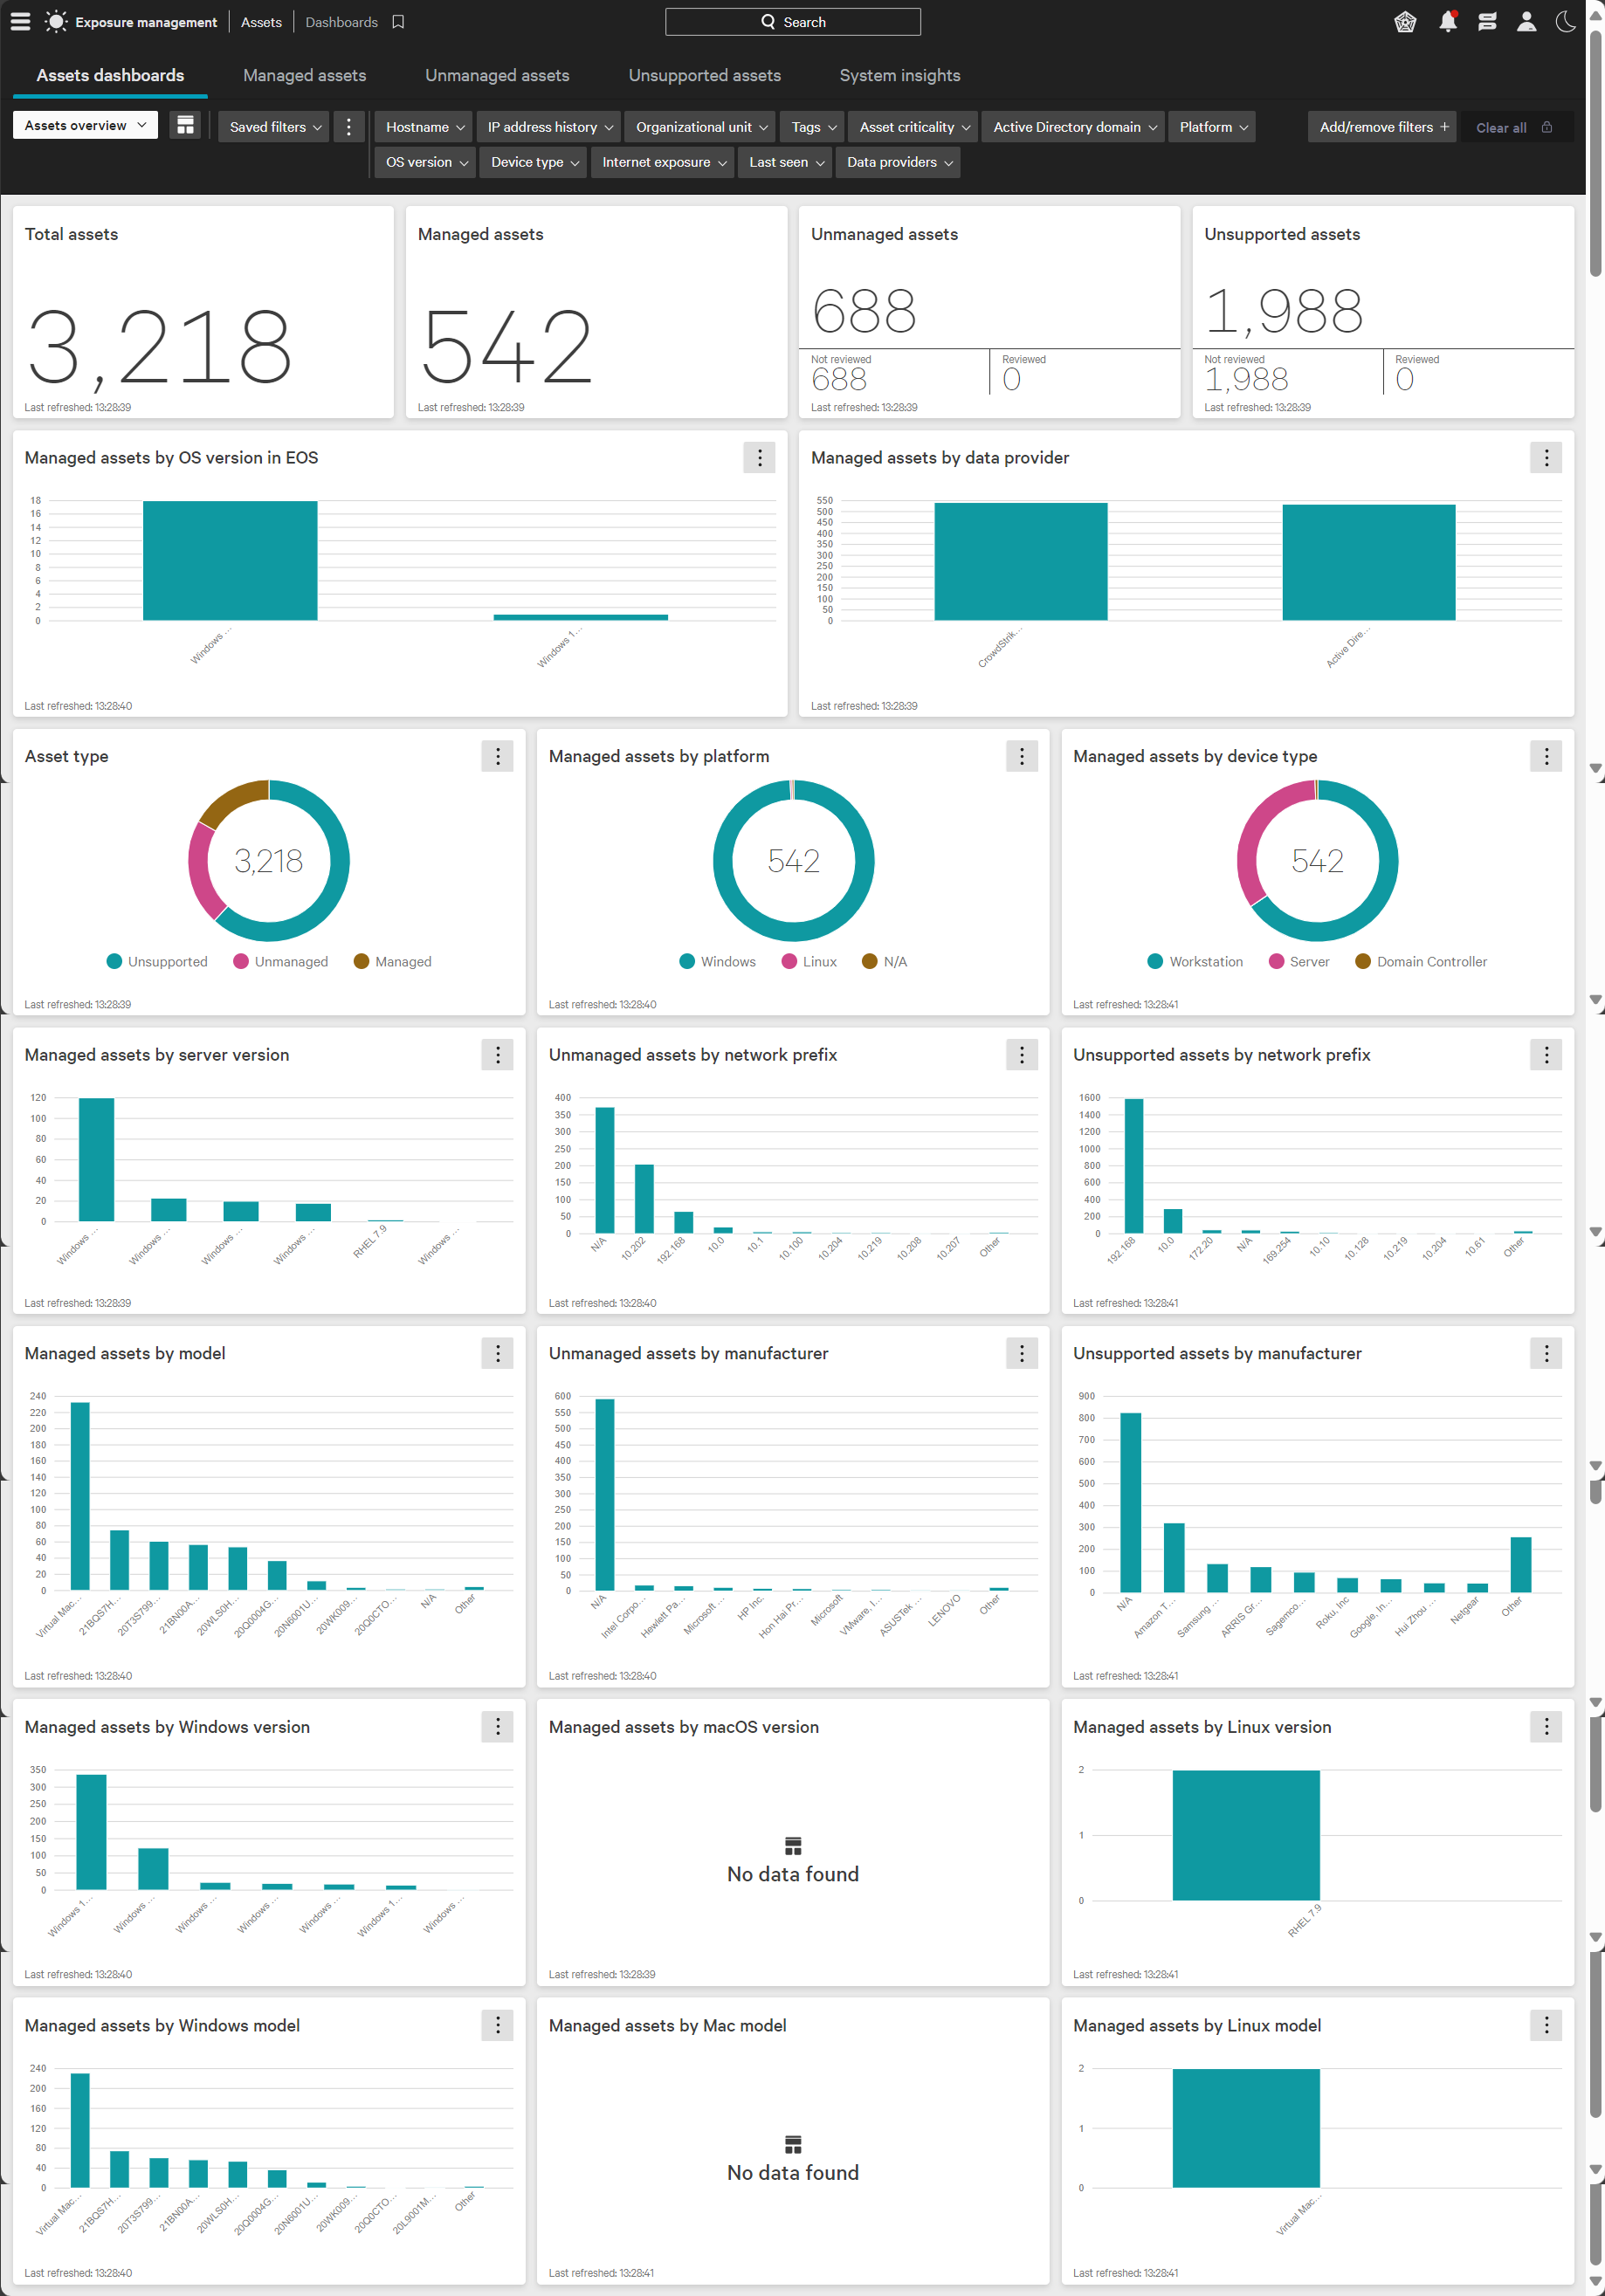 Exposure management Assets Dashboards Search
Assets dashboards Managed assets Unmanaged assets Unsupported assets System insights
Assets overview Saved filters Hostname IP address history Organizational unit Tags Asset criticality Active Directory domain Platform Add/remove filters + Clear all
OS version Device type Internet exposure Last seen Data providers
Total assets
3,218
Last refreshed: 13:28:39
Managed assets
542
Last refreshed: 13:28:39
Unmanaged assets
688
Not reviewed Reviewed
688 0
Last refreshed: 13:28:39
Unsupported assets
1,988
Not reviewed Reviewed
1,988 0
Last refreshed: 13:28:39
Managed assets by OS version in EOS
18
16
14
12
10
8
6
4
2
0
Windows ... Windows 1...
Last refreshed: 13:28:40
Managed assets by data provider
550
500
450
400
350
300
250
200
150
100
50
0
CrowdStrik... Active Dire...
Last refreshed: 13:28:39
Asset type
3,218
Unsupported Unmanaged Managed
Last refreshed: 13:28:39
Managed assets by platform
542
Windows Linux N/A
Last refreshed: 13:28:40
Managed assets by device type
542
Workstation Server Domain Controller
Last refreshed: 13:28:41
Managed assets by server version
120
100
80
60
40
20
0
Windows ... Windows ... Windows ... Windows ... RHEL 7.9 Windows ...
Last refreshed: 13:28:39
Unmanaged assets by network prefix
400
350
300
250
200
150
100
50
0
N/A 10.202 192.168 10.0 10.1 10.100 10.204 10.219 10.208 10.207 Other
Last refreshed: 13:28:40
Unsupported assets by network prefix
1600
1400
1200
1000
800
600
400
200
0
192.168 10.0 172.20 N/A 169.254 10.10 10.128 10.219 10.204 10.61 Other
Last refreshed: 13:28:41
Managed assets by model
240
220
200
180
160
140
120
100
80
60
40
20
0
Virtual Mac... 21BQS7H... 20T3S799... 21BN00A... 20WLS0H... 20Q0004G... 20N6001U... 20WK009... 20Q0CTO... N/A Other
Last refreshed: 13:28:40
Unmanaged assets by manufacturer
600
550
500
450
400
350
300
250
200
150
100
50
0
N/A Intel Corpo... Hewlett Pa... Microsoft ... HP Inc. Hon Hai Pr... Microsoft VMware, I... ASUSTek ... LENOVO Other
Last refreshed: 13:28:40
Unsupported assets by manufacturer
900
800
700
600
500
400
300
200
100
0
N/A Amazon T... Samsung ... ARRIS Gr... Sagemco... Roku, Inc Google, In... Hui Zhou ... Netgear Other
Last refreshed: 13:28:41
Managed assets by Windows version
350
300
250
200
150
100
50
0
Windows 1... Windows ... Windows ... Windows ... Windows ... Windows 1... Windows ...
Last refreshed: 13:28:40
Managed assets by macOS version
No data found
Last refreshed: 13:28:39
Managed assets by Linux version
2
1
0
RHEL 7.9
Last refreshed: 13:28:41
Managed assets by Windows model
240
200
160
120
80
40
0
Virtual Mac... 21BQS7H... 20T3S799... 21BN00A... 20WLS0H... 20Q0004G... 20N6001U... 20WK009... 20Q0CTO... 20L9001M... Other
Last refreshed: 13:28:40
Managed assets by Mac model
No data found
Last refreshed: 13:28:41
Managed assets by Linux model
2
1
0
Virtual Mac...
Last refreshed: 13:28:41